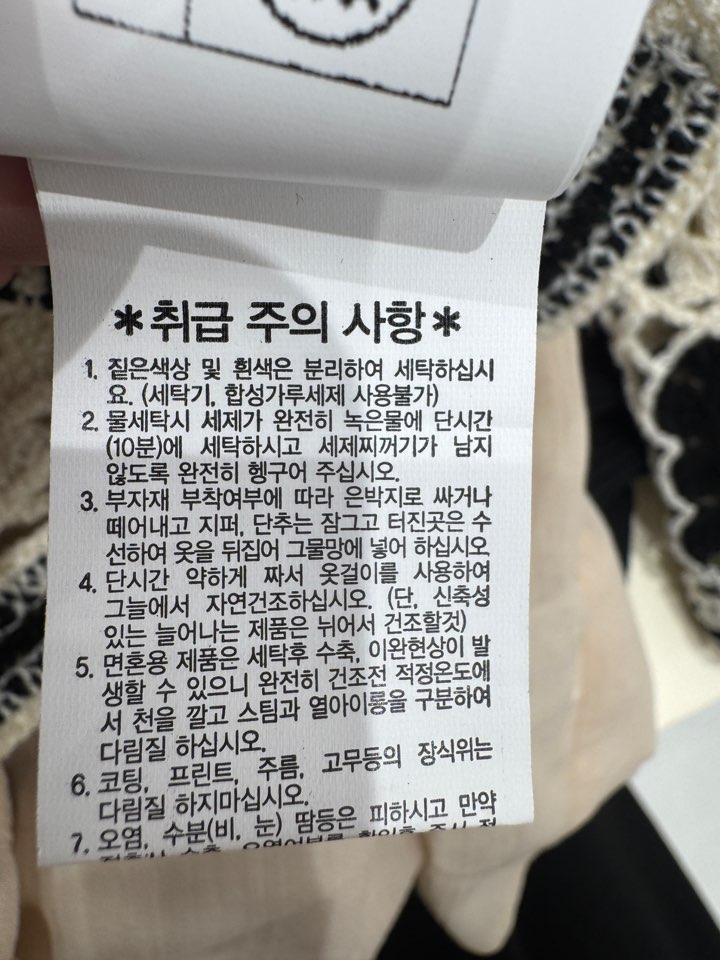 *취급 주의 사항*
1. 짙은색상 및 흰색은 분리하여 세탁하십시
요. (세탁기, 합성가루세제 사용불가)
2. 물세탁시 세제가 완전히 녹은물에 단시간
(10분)에 세탁하시고 세제찌꺼기가 남지
않도록 완전히 헹구어 주십시오.
3. 부자재 부착여부에 따라 은박지로 싸거나
떼어내고 지퍼, 단추는 잠그고 터진곳은 수
선하여 옷을 뒤집어 그물망에 넣어 하십시오
4. 단시간 약하게 짜서 옷걸이를 사용하여
그늘에서 자연건조하십시오. (단, 신축성
있는 늘어나는 제품은 뉘어서 건조할것)
5. 면혼용 제품은 세탁후 수축, 이완현상이 발
생할 수 있으니 완전히 건조전 적정온도에
서 천을 깔고 스팀과 열아이롱을 구분하여
다림질 하십시오.
6. 코팅, 프린트, 주름, 고무등의 장식위는
다림질 하지마십시오.
7. 오염, 수분(비, 눈) 땀등은 피하시고 만약